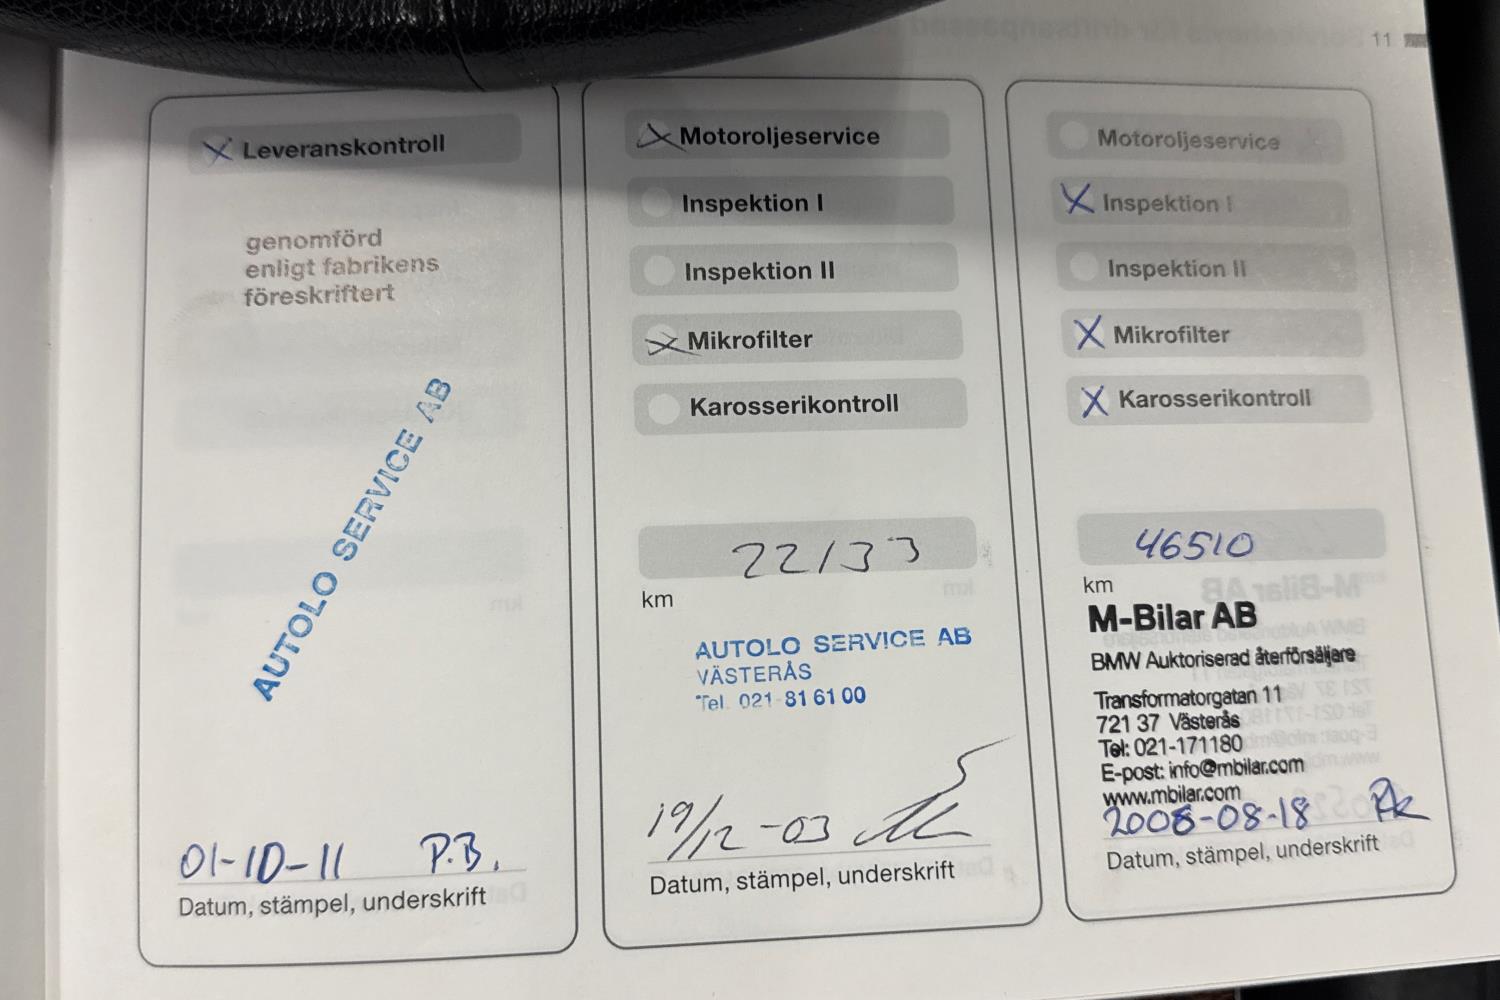 11
Leveranskontroll
genomförd
enligt fabrikens
föreskriftert
AUTOLO SERVICE AB
01-10-11 P.B.
Datum, stämpel, underskrift
Motoroljeservice
Inspektion I
Inspektion II
Mikrofilter
Karosserikontroll
22133
km
AUTOLO SERVICE AB
VÄSTERÅS
Tel. 021-81 61 00
19/12-03
Datum, stämpel, underskrift
Motoroljeservice
Inspektion I
Inspektion II
Mikrofilter
Karosserikontroll
46510
km
M-Bilar AB
BMW Auktoriserad återförsäljare
Transformatorgatan 11
721 37 Västerås
Tel: 021-171180
E-post: info@mbilar.com
www.mbilar.com
-08-18
Datum, stämpel, underskrift